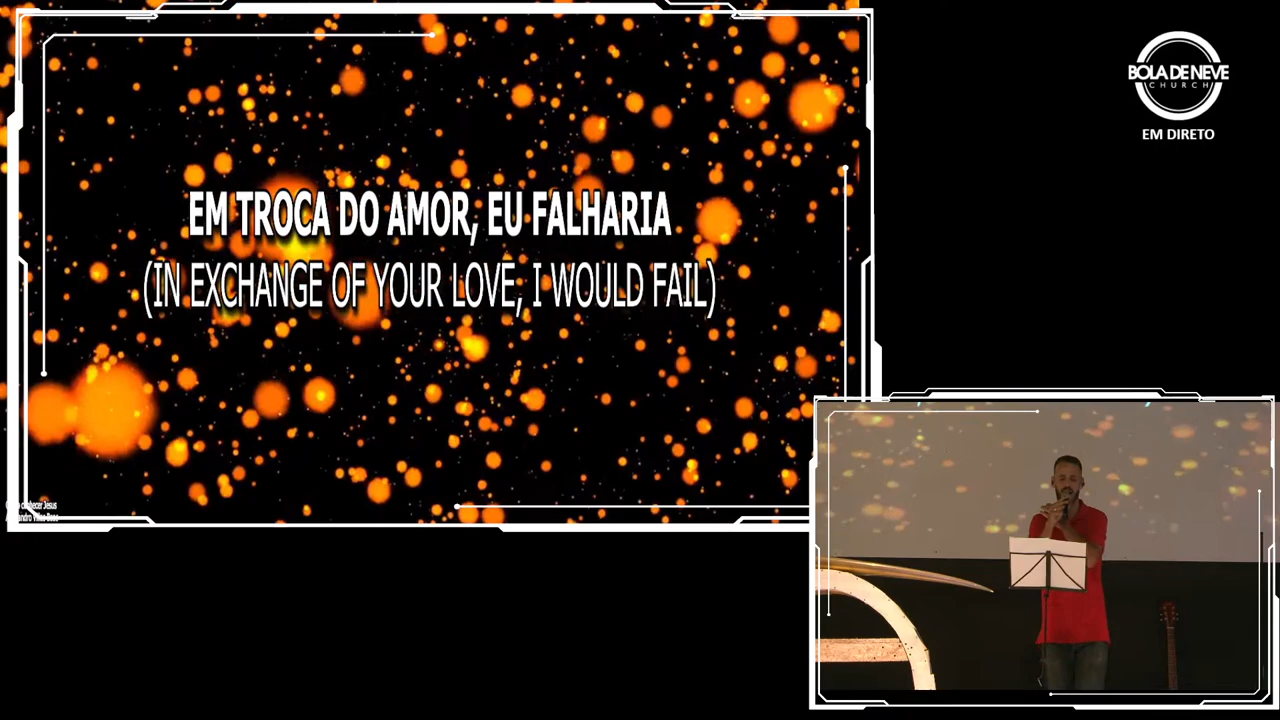 BOLA DE NEVE
CHURCH
EM DIRETO
EM TROCA DO AMOR, EU FALHARIA
(IN EXCHANGE OF YOUR LOVE, I WOULD FAIL)
Jesus